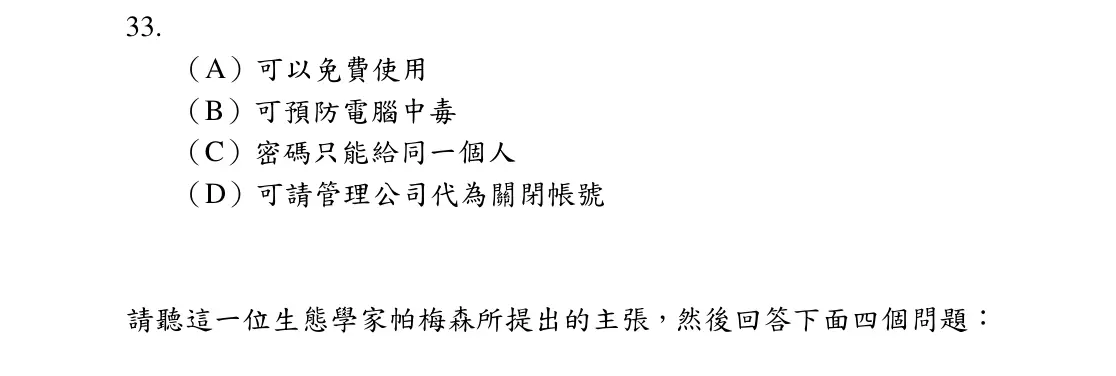 33.
（A）可以免費使用
（B）可預防電腦中毒
（C）密碼只能給同一個人
（D）可請管理公司代為關閉帳號
請聽這一位生態學家帕梅森所提出的主張，然後回答下面四個問題：